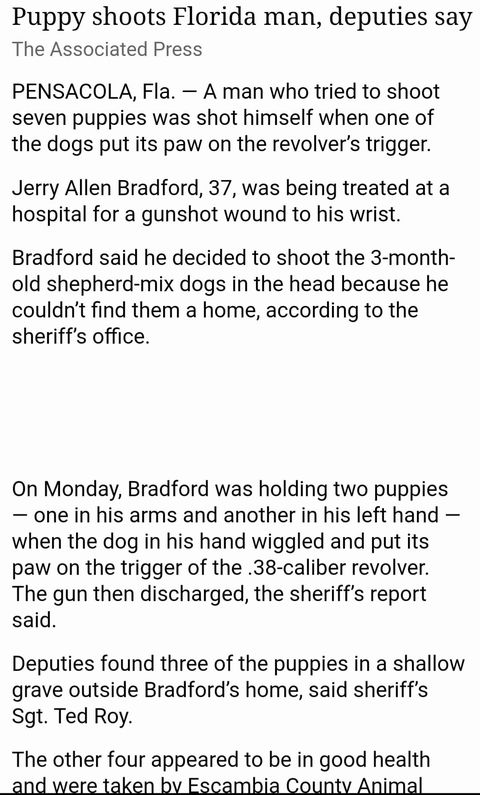 Puppy shoots Florida man, deputies say
The Associated Press
PENSACOLA, Fla. — A man who tried to shoot
seven puppies was shot himself when one of
the dogs put its paw on the revolver’s trigger.
Jerry Allen Bradford, 37, was being treated at a
hospital for a gunshot wound to his wrist.
Bradford said he decided to shoot the 3-month-
old shepherd-mix dogs in the head because he
couldn’t find them a home, according to the
sheriff’s office.
On Monday, Bradford was holding two puppies
— one in his arms and another in his left hand —
when the dog in his hand wiggled and put its
paw on the trigger of the .38-caliber revolver.
The gun then discharged, the sheriff’s report
said.
Deputies found three of the puppies in a shallow
grave outside Bradford’s home, said sheriff’s
Sgt. Ted Roy.
The other four appeared to be in good health
and were taken by Escambia County Animal